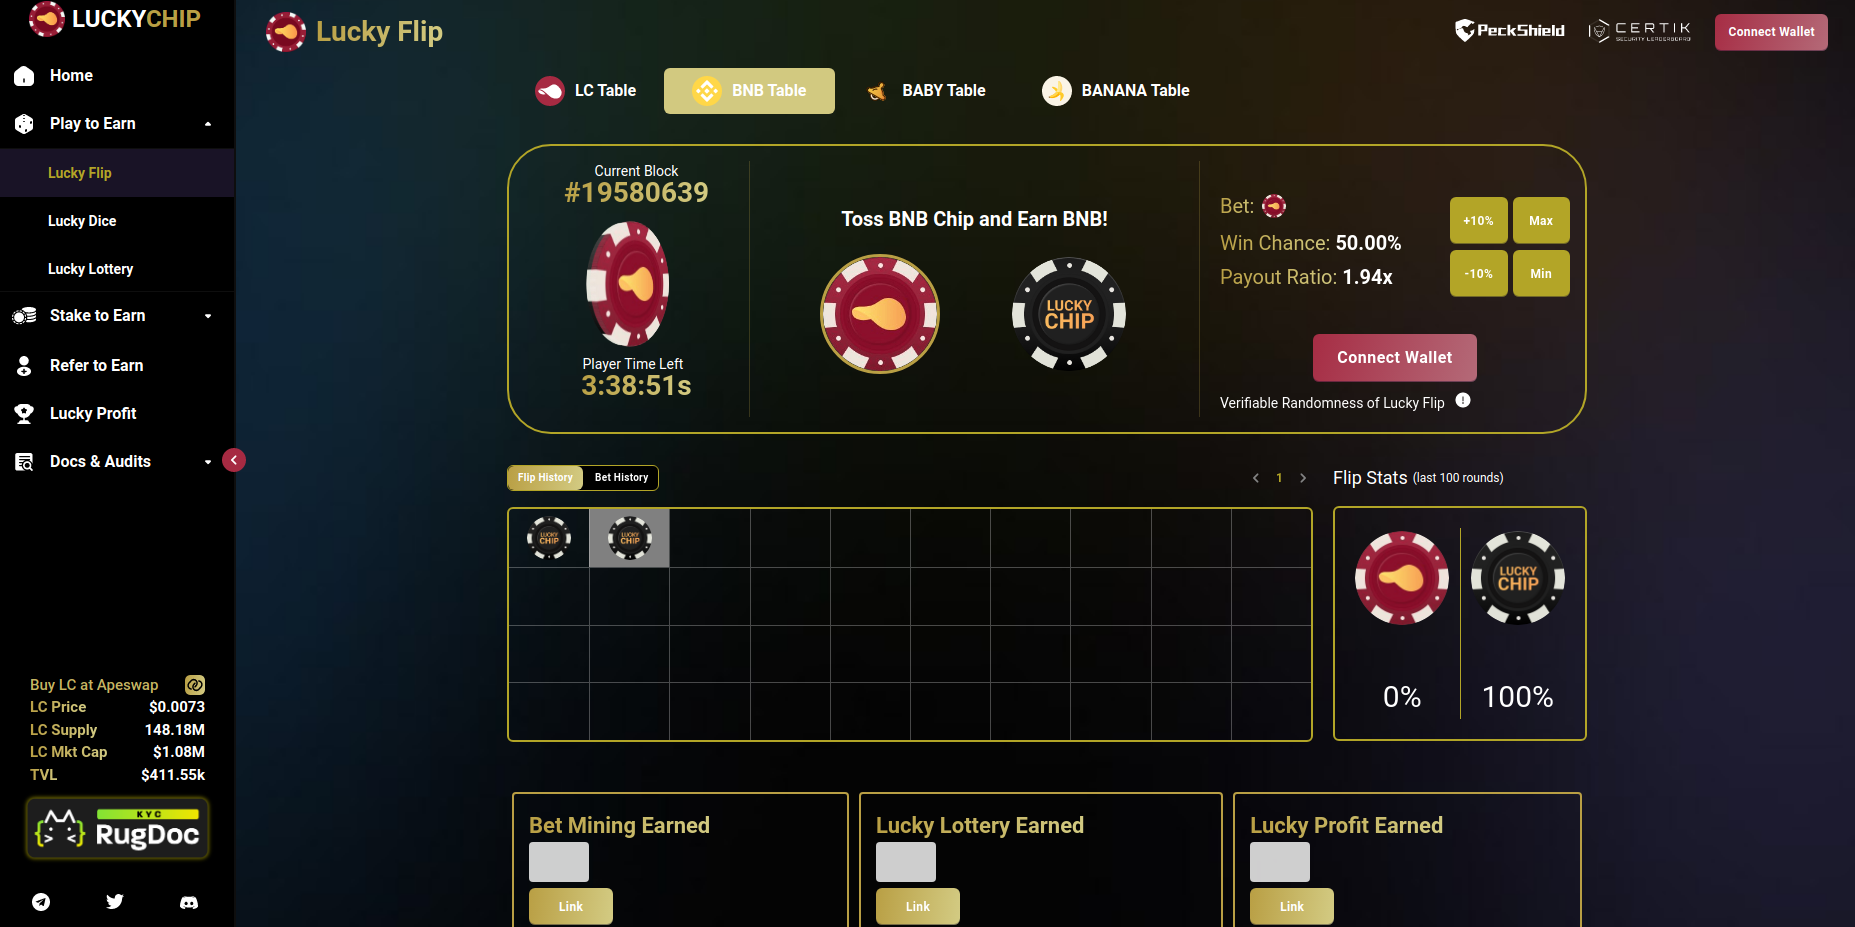 LUCKYCHIP
Home
Play to Earn
Lucky Flip
Lucky Dice
Lucky Lottery
Stake to Earn
Refer to Earn
Lucky Profit
Docs & Audits
Buy LC at Apeswap
LC Price $0.0073
LC Supply 148.18M
LC Mkt Cap $1.08M
TVL $411.55k
KYC
RugDoc
Lucky Flip
PeckShield
CERTIK
SECURITY LEADERBOARD
Connect Wallet
LC Table
BNB Table
BABY Table
BANANA Table
Current Block
#19580639
Player Time Left
3:38:51s
Toss BNB Chip and Earn BNB!
LUCKY
CHIP
Bet:
Win Chance: 50.00%
Payout Ratio: 1.94x
+10%
Max
-10%
Min
Connect Wallet
Verifiable Randomness of Lucky Flip
Flip History
Bet History
1
Flip Stats (last 100 rounds)
LUCKY
CHIP
LUCKY
CHIP
LUCKY
CHIP
0%
100%
Bet Mining Earned
Link
Lucky Lottery Earned
Link
Lucky Profit Earned
Link